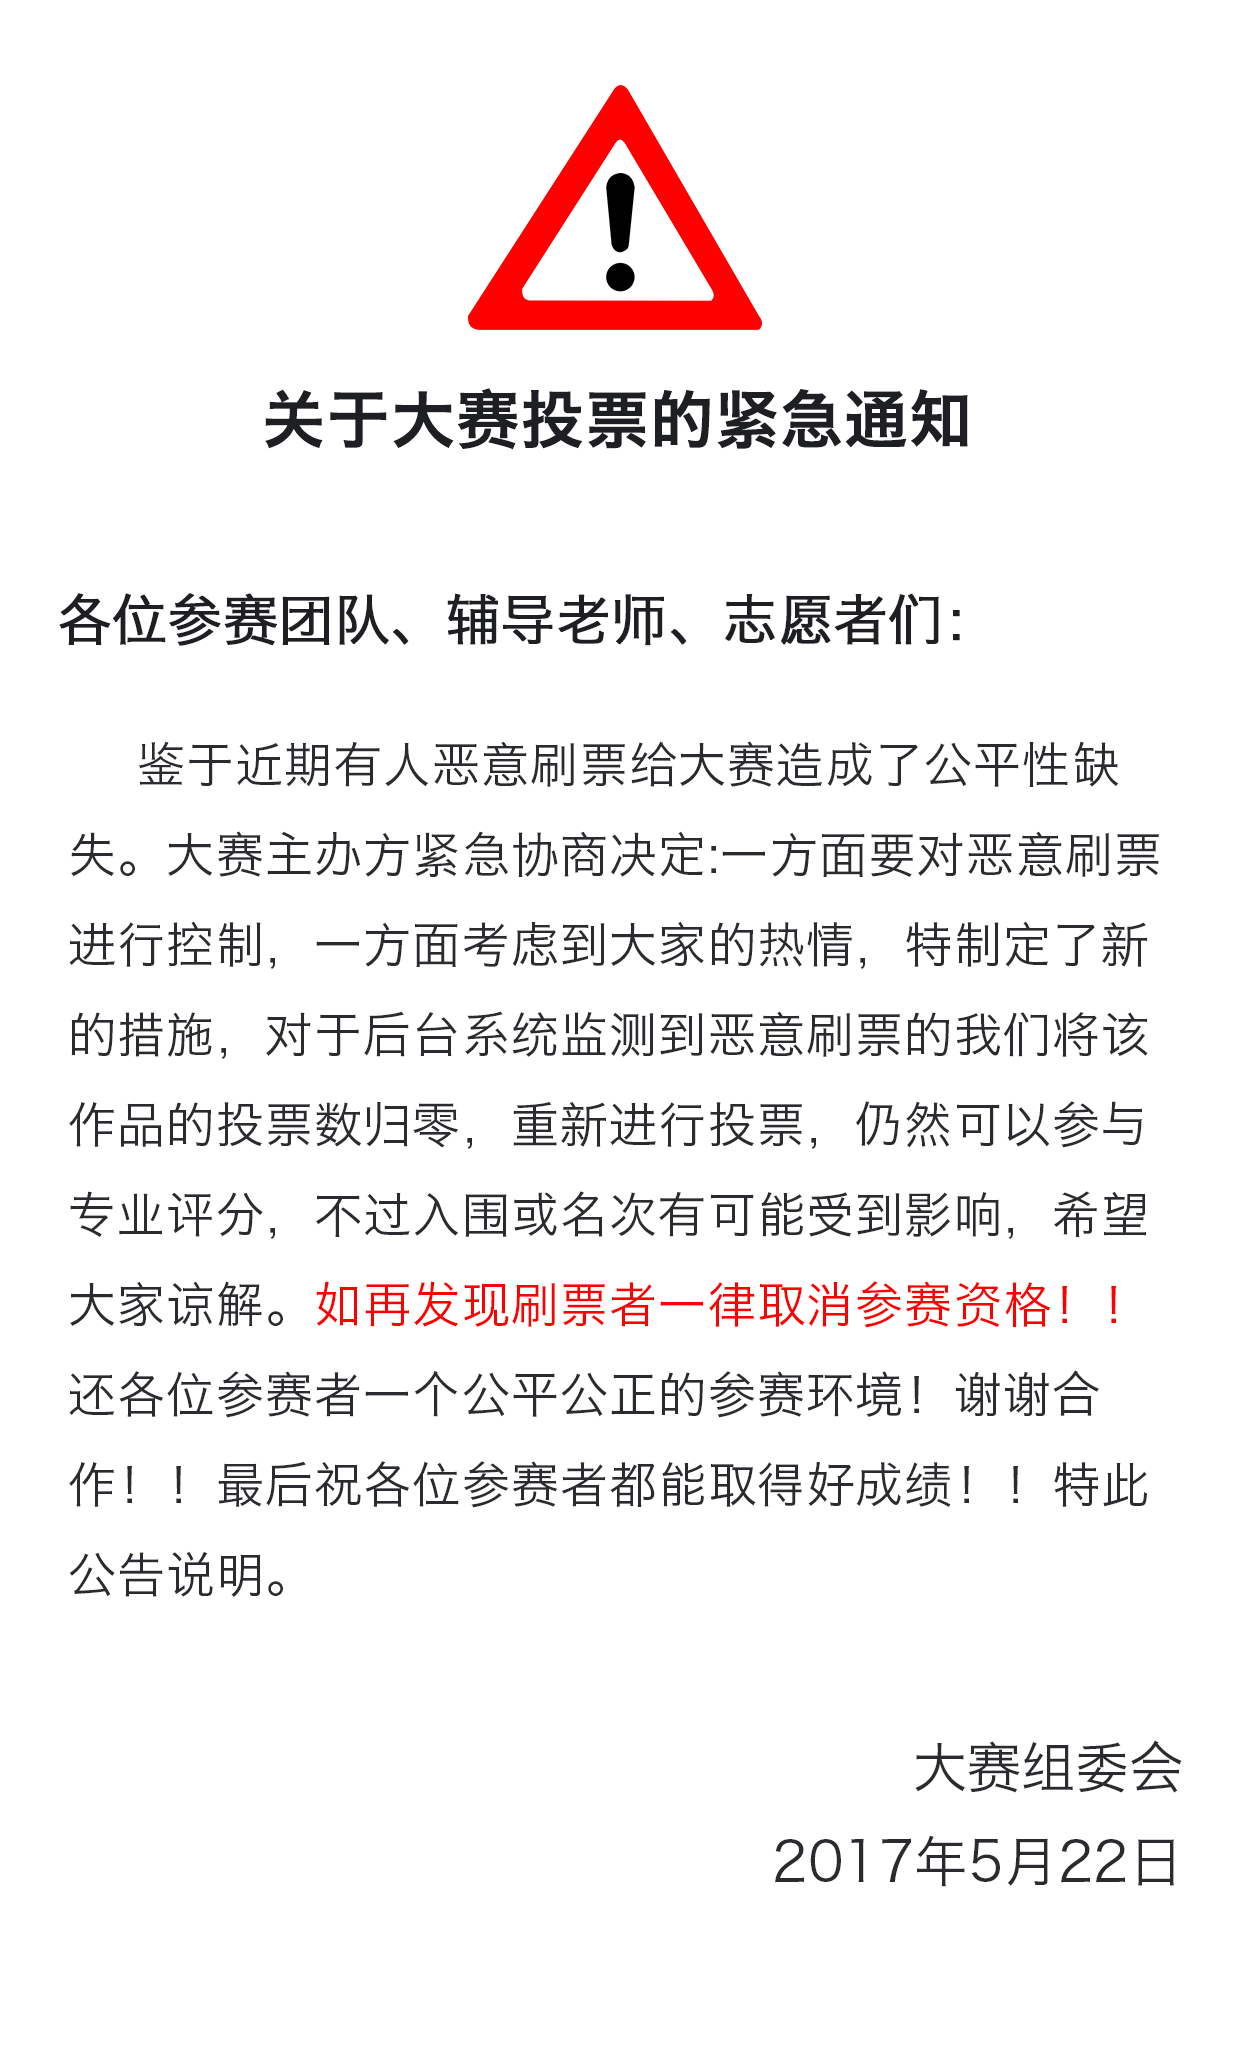 关于大赛投票的紧急通知
各位参赛团队、辅导老师、志愿者们:
鉴于近期有人恶意刷票给大赛造成了公平性缺
失。大赛主办方紧急协商决定:一方面要对恶意刷票
进行控制，一方面考虑到大家的热情，特制定了新
的措施，对于后台系统监测到恶意刷票的我们将该
作品的投票数归零，重新进行投票，仍然可以参与
专业评分，不过入围或名次有可能受到影响，希望
大家谅解。如再发现刷票者一律取消参赛资格！！
还各位参赛者一个公平公正的参赛环境！谢谢合
作！！最后祝各位参赛者都能取得好成绩！！特此
公告说明。
大赛组委会
2017年5月22日